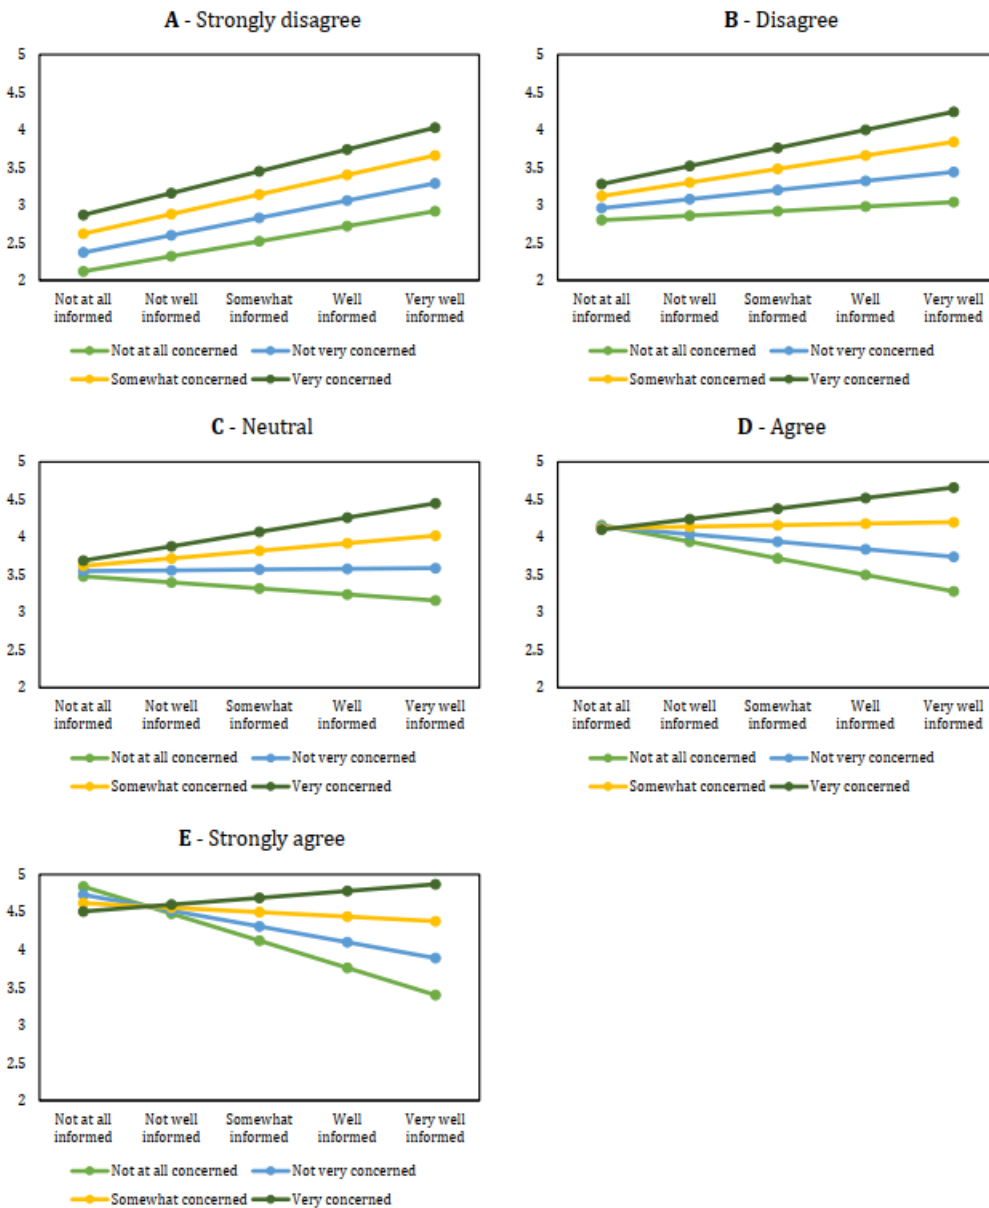 A - Strongly disagree
5
4.5
4
3.5
3
2.5
2
Not at all informed
Not well informed
Somewhat informed
Well informed
Very well informed
Not at all concerned
Not very concerned
Somewhat concerned
Very concerned
B - Disagree
5
4.5
4
3.5
3
2.5
2
Not at all informed
Not well informed
Somewhat informed
Well informed
Very well informed
Not at all concerned
Not very concerned
Somewhat concerned
Very concerned
C - Neutral
5
4.5
4
3.5
3
2.5
2
Not at all informed
Not well informed
Somewhat informed
Well informed
Very well informed
Not at all concerned
Not very concerned
Somewhat concerned
Very concerned
D - Agree
5
4.5
4
3.5
3
2.5
2
Not at all informed
Not well informed
Somewhat informed
Well informed
Very well informed
Not at all concerned
Not very concerned
Somewhat concerned
Very concerned
E - Strongly agree
5
4.5
4
3.5
3
2.5
2
Not at all informed
Not well informed
Somewhat informed
Well informed
Very well informed
Not at all concerned
Not very concerned
Somewhat concerned
Very concerned